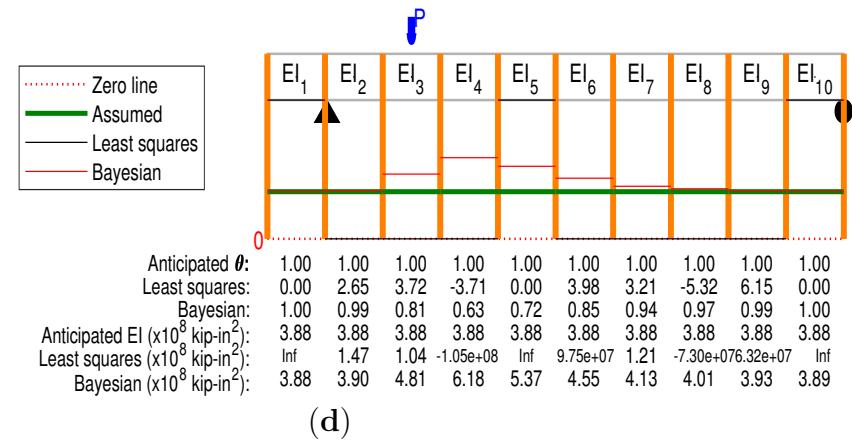 P
EI1 EI2 EI3 EI4 EI5 EI6 EI7 EI8 EI9 EI10
Zero line
Assumed
Least squares
Bayesian
0
Anticipated θ: 1.00 1.00 1.00 1.00 1.00 1.00 1.00 1.00 1.00 1.00
Least squares: 0.00 2.65 3.72 -3.71 0.00 3.98 3.21 -5.32 6.15 0.00
Bayesian: 1.00 0.99 0.81 0.63 0.72 0.85 0.94 0.97 0.99 1.00
Anticipated EI (x10^8 kip-in^2): 3.88 3.88 3.88 3.88 3.88 3.88 3.88 3.88 3.88 3.88
Least squares (x10^8 kip-in^2): Inf 1.47 1.04 -1.05e+08 Inf 9.75e+07 1.21 -7.30e+07 6.32e+07 Inf
Bayesian (x10^8 kip-in^2): 3.88 3.90 4.81 6.18 5.37 4.55 4.13 4.01 3.93 3.89
(d)